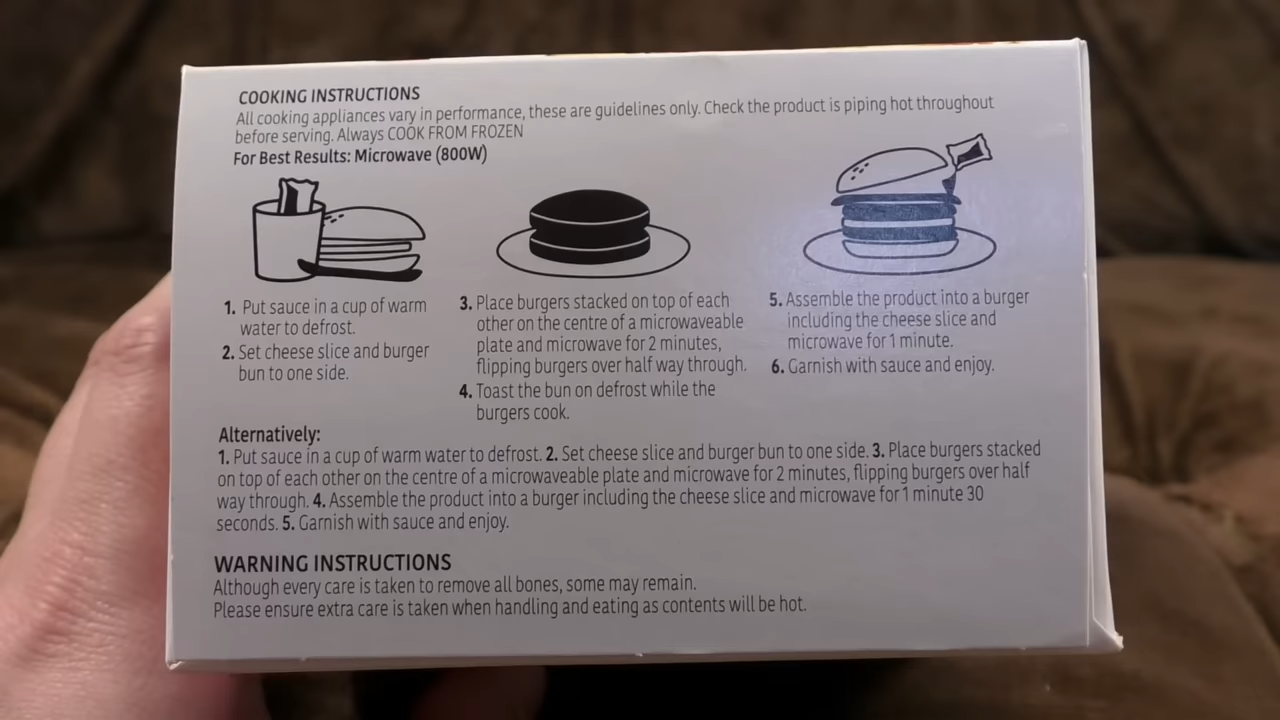 COOKING INSTRUCTIONS
All cooking appliances vary in performance, these are guidelines only. Check the product is piping hot throughout
before serving. Always COOK FROM FROZEN
For Best Results: Microwave (800W)
1. Put sauce in a cup of warm
water to defrost.
2. Set cheese slice and burger
bun to one side.
3. Place burgers stacked on top of each
other on the centre of a microwaveable
plate and microwave for 2 minutes,
flipping burgers over half way through.
4. Toast the bun on defrost while the
burgers cook.
5. Assemble the product into a burger
including the cheese slice and
microwave for 1 minute.
6. Garnish with sauce and enjoy.
Alternatively:
1. Put sauce in a cup of warm water to defrost. 2. Set cheese slice and burger bun to one side. 3. Place burgers stacked
on top of each other on the centre of a microwaveable plate and microwave for 2 minutes, flipping burgers over half
way through. 4. Assemble the product into a burger including the cheese slice and microwave for 1 minute 30
seconds. 5. Garnish with sauce and enjoy.
WARNING INSTRUCTIONS
Although every care is taken to remove all bones, some may remain.
Please ensure extra care is taken when handling and eating as contents will be hot.